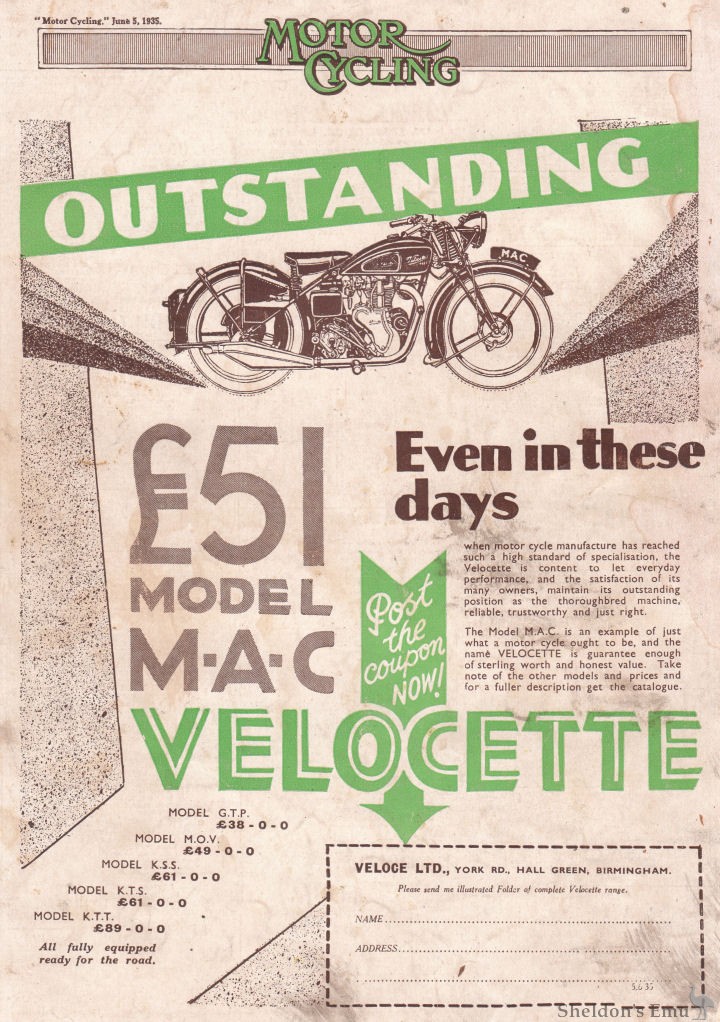 "Motor Cycling," June 5, 1935.
MOTOR
CYCLING
OUTSTANDING
MAC
£51
MODEL
M·A·C
Even in these
days
when motor cycle manufacture has reached
such a high standard of specialisation, the
Velocette is content to let everyday
performance, and the satisfaction of its
many owners, maintain its outstanding
position as the thoroughbred machine,
reliable, trustworthy and just right.
The Model M.A.C. is an example of just
what a motor cycle ought to be, and the
name VELOCETTE is guarantee enough
of sterling worth and honest value. Take
note of the other models and prices and
for a fuller description get the catalogue.
Post
the
coupon
NOW!
VELOCETTE
MODEL G.T.P.
£38-0-0
MODEL M.O.V.
£49-0-0
MODEL K.S.S.
£61-0-0
MODEL K.T.S.
£61-0-0
MODEL K.T.T.
£89-0-0
All fully equipped
ready for the road.
VELOCE LTD., YORK RD., HALL GREEN, BIRMINGHAM.
Please send me illustrated Folder of complete Velocette range.
NAME
ADDRESS
5.6.35
Sheldon's Emu